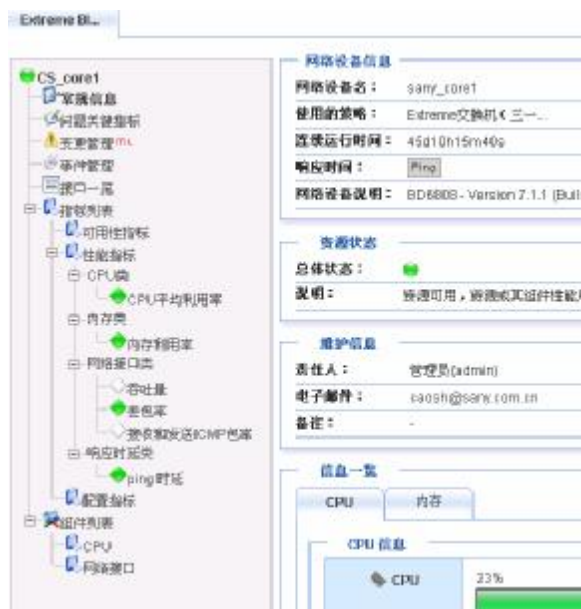 Extreme Bl...
CS_core1
常规信息
问题关键指标
变更管理
事件管理
接口一览
指标列表
可用性指标
性能指标
CPU类
CPU平均利用率
内存类
内存利用率
网络接口类
吞吐量
丢包率
接收和发送ICMP包率
响应时延类
ping时延
配置指标
组件列表
CPU
网络接口
网络设备信息
网络设备名： sany_core1
使用的策略： Extreme交换机《三一...
连续运行时间： 45d10h15m40s
响应时间： Ping
网络设备说明： BD6808 - Version 7.1.1 (Buil
资源状态
总体状态：
说明： 资源可用，资源或其组件性能
维护信息
责任人： 管理员(admin)
电子邮件： caosh@sany.com.cn
备注： -
信息一览
CPU 内存
CPU 信息
CPU 23%